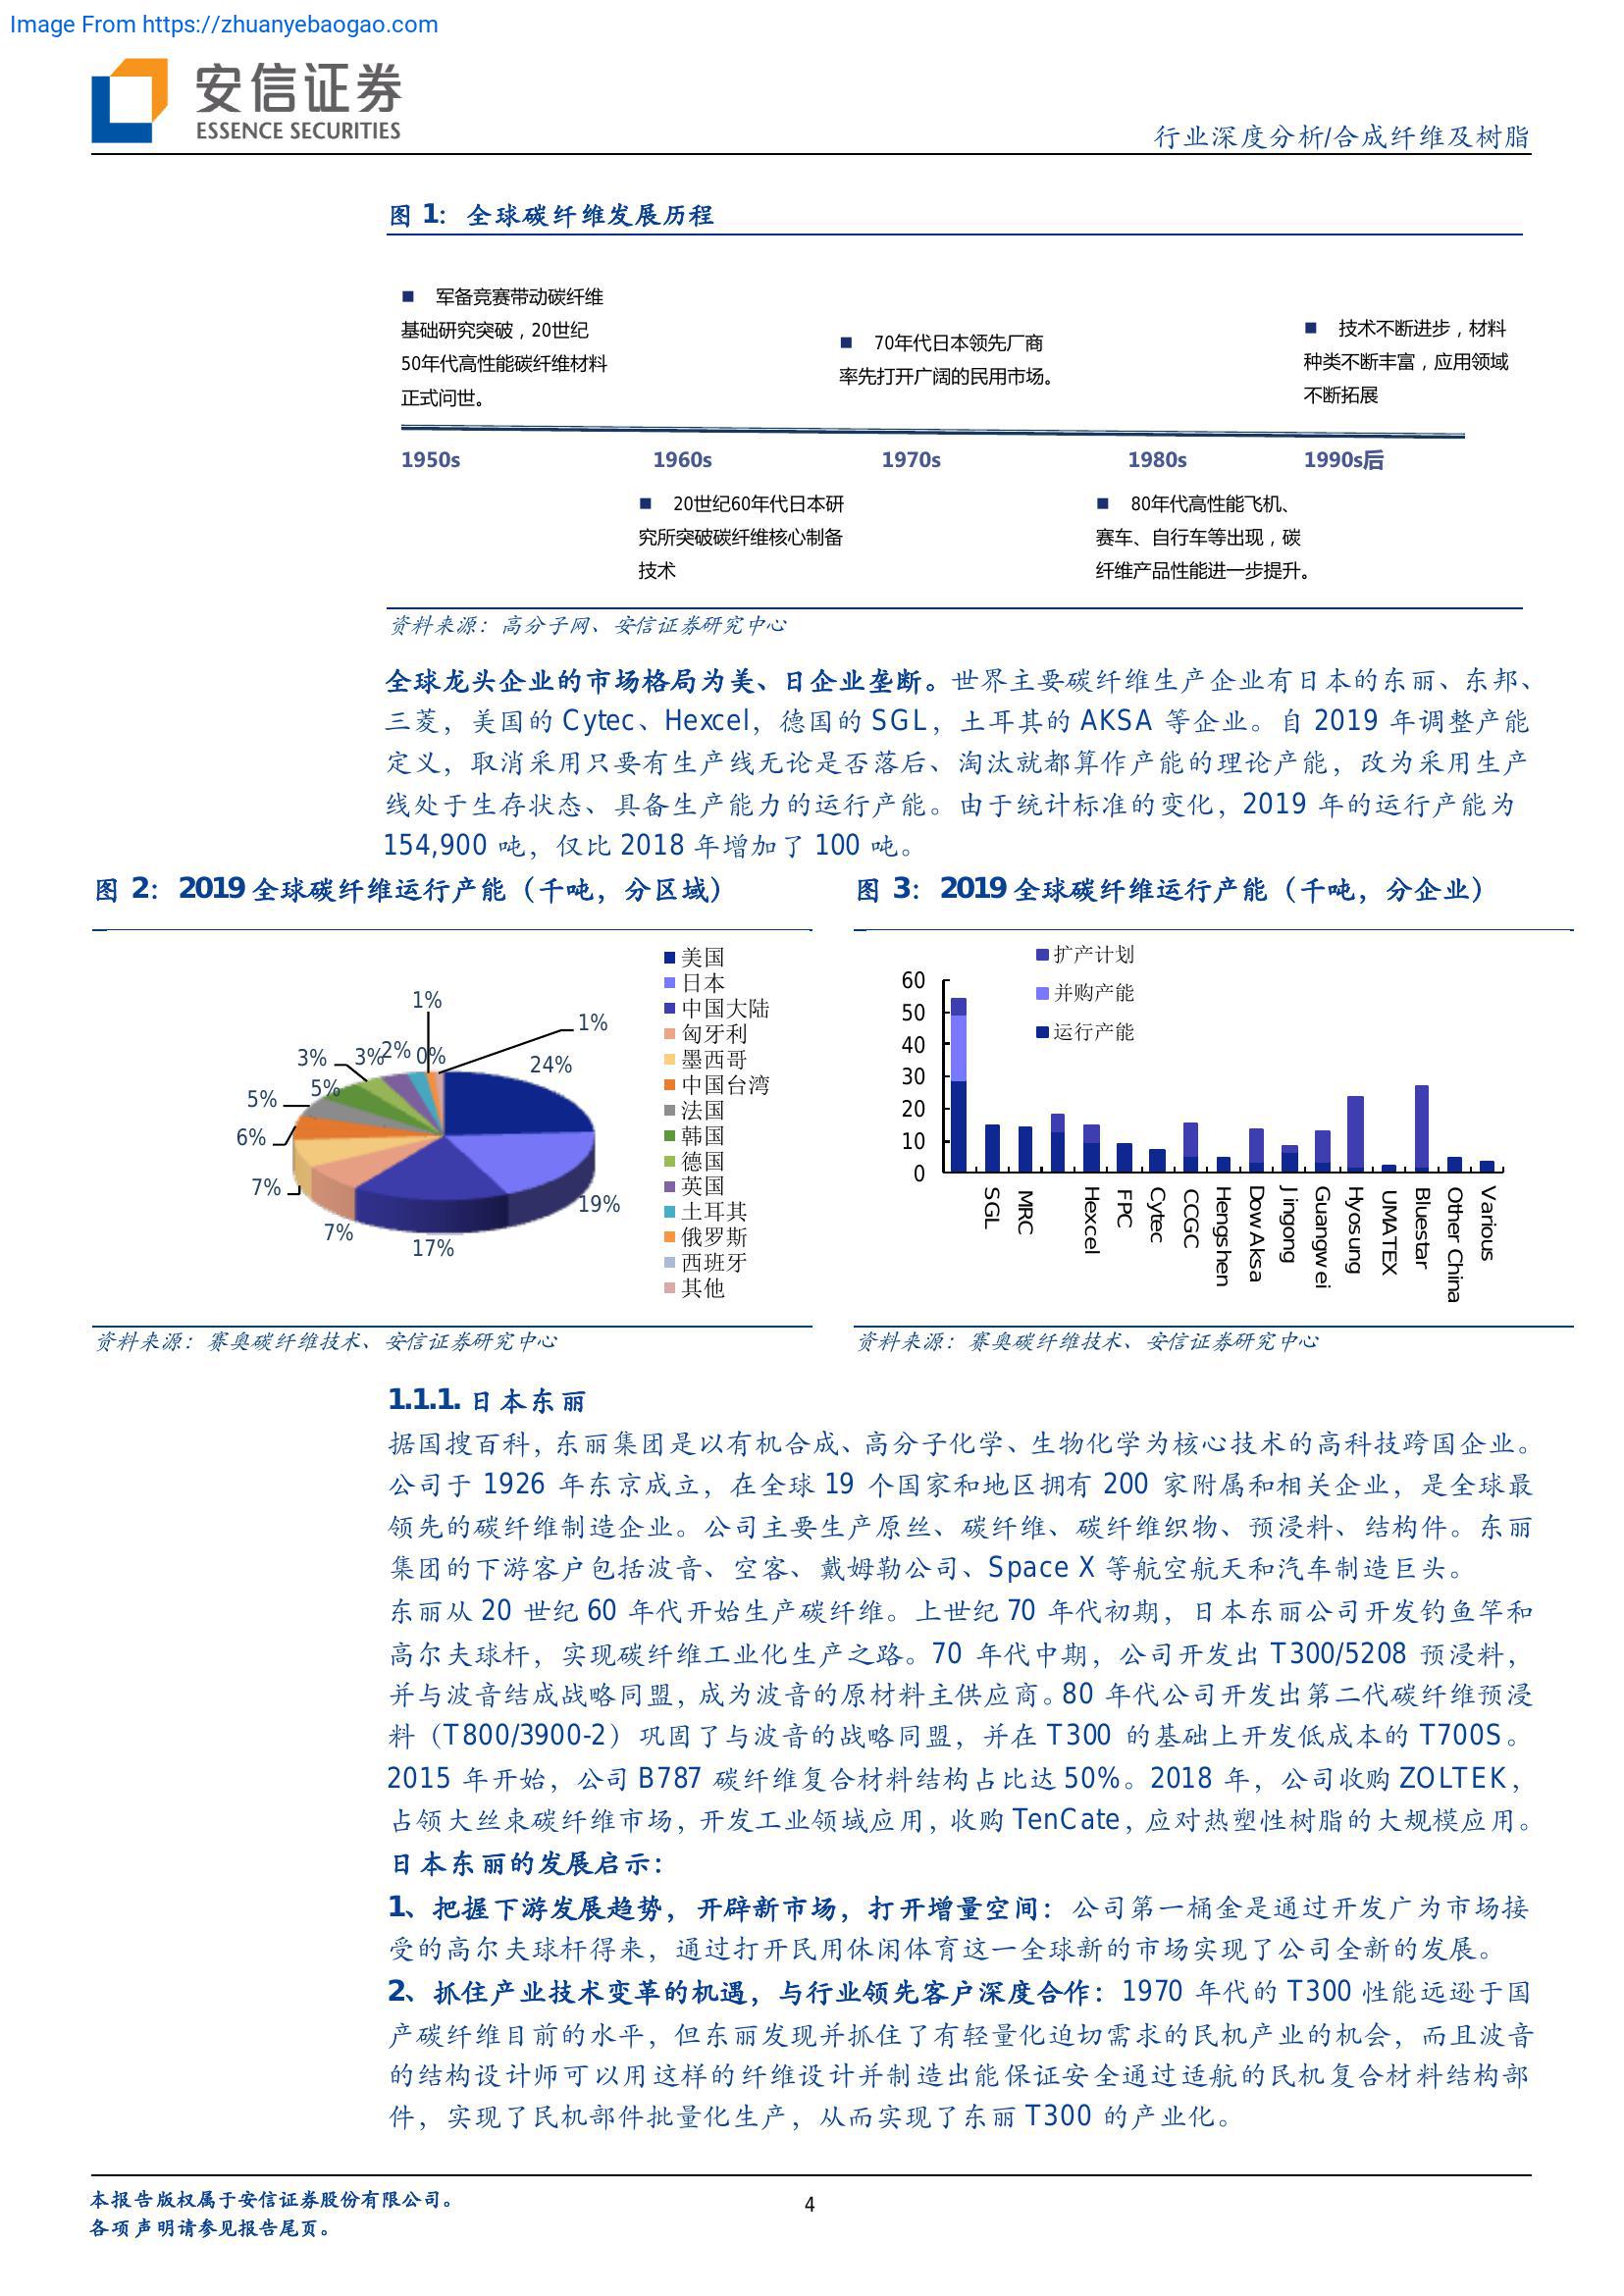 Image From https://zhuanyebaogao.com
安信证券
ESSENCE SECURITIES
行业深度分析/合成纤维及树脂
图 1：全球碳纤维发展历程
■ 军备竞赛带动碳纤维
基础研究突破，20世纪
50年代高性能碳纤维材料
正式问世。
■ 70年代日本领先厂商
率先打开广阔的民用市场。
■ 技术不断进步，材料
种类不断丰富，应用领域
不断拓展
1950s 1960s 1970s 1980s 1990s后
■ 20世纪60年代日本研
究所突破碳纤维核心制备
技术
■ 80年代高性能飞机、
赛车、自行车等出现，碳
纤维产品性能进一步提升。
资料来源：高分子网、安信证券研究中心
全球龙头企业的市场格局为美、日企业垄断。世界主要碳纤维生产企业有日本的东丽、东邦、
三菱，美国的 Cytec、Hexcel，德国的 SGL，土耳其的 AKSA 等企业。自 2019 年调整产能
定义，取消采用只要有生产线无论是否落后、淘汰就都算作产能的理论产能，改为采用生产
线处于生存状态、具备生产能力的运行产能。由于统计标准的变化，2019 年的运行产能为
154,900 吨，仅比 2018 年增加了 100 吨。
图 2：2019 全球碳纤维运行产能（千吨，分区域）
1%
1%
3%
3%
2%
0%
24%
5%
5%
6%
7%
19%
7%
17%
美国
日本
中国大陆
匈牙利
墨西哥
中国台湾
法国
韩国
德国
英国
土耳其
俄罗斯
西班牙
其他
资料来源：赛奥碳纤维技术、安信证券研究中心
图 3：2019 全球碳纤维运行产能（千吨，分企业）
扩产计划
并购产能
运行产能
60
50
40
30
20
10
0
SGL
MRC
Hexcel
FPC
Cytec
CCGC
Hengshen
DowAksa
Jingong
Guangwei
Hyosung
UMATEX
Bluestar
Other China
Various
资料来源：赛奥碳纤维技术、安信证券研究中心
1.1.1. 日本东丽
据国搜百科，东丽集团是以有机合成、高分子化学、生物化学为核心技术的高科技跨国企业。
公司于 1926 年东京成立，在全球 19 个国家和地区拥有 200 家附属和相关企业，是全球最
领先的碳纤维制造企业。公司主要生产原丝、碳纤维、碳纤维织物、预浸料、结构件。东丽
集团的下游客户包括波音、空客、戴姆勒公司、Space X 等航空航天和汽车制造巨头。
东丽从 20 世纪 60 年代开始生产碳纤维。上世纪 70 年代初期，日本东丽公司开发钓鱼竿和
高尔夫球杆，实现碳纤维工业化生产之路。70 年代中期，公司开发出 T300/5208 预浸料，
并与波音结成战略同盟，成为波音的原材料主供应商。80 年代公司开发出第二代碳纤维预浸
料（T800/3900-2）巩固了与波音的战略同盟，并在 T300 的基础上开发低成本的 T700S。
2015 年开始，公司 B787 碳纤维复合材料结构占比达 50%。2018 年，公司收购 ZOLTEK，
占领大丝束碳纤维市场，开发工业领域应用，收购 TenCate，应对热塑性树脂的大规模应用。
日本东丽的发展启示：
1、把握下游发展趋势，开辟新市场，打开增量空间：公司第一桶金是通过开发广为市场接
受的高尔夫球杆得来，通过打开民用休闲体育这一全球新的市场实现了公司全新的发展。
2、抓住产业技术变革的机遇，与行业领先客户深度合作：1970 年代的 T300 性能远逊于国
产碳纤维目前的水平，但东丽发现并抓住了有轻量化迫切需求的民机产业的机会，而且波音
的结构设计师可以用这样的纤维设计并制造出能保证安全通过适航的民机复合材料结构部
件，实现了民机部件批量化生产，从而实现了东丽 T300 的产业化。
本报告版权属于安信证券股份有限公司。
各项声明请参见报告尾页。
4